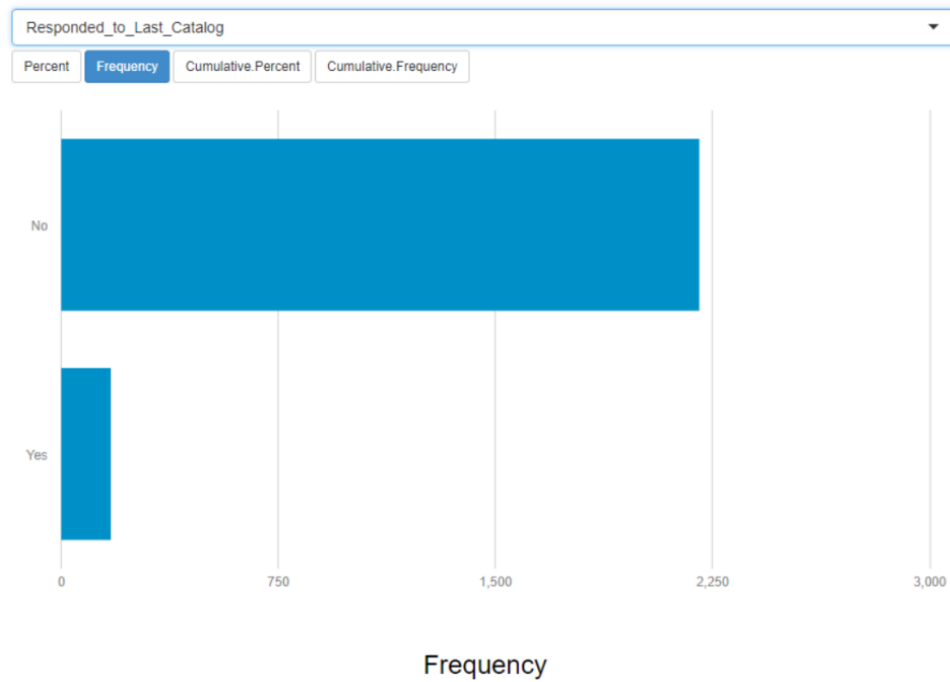 Responded_to_Last_Catalog
Percent Frequency Cumulative.Percent Cumulative.Frequency
No
Yes
0 750 1,500 2,250 3,000
Frequency